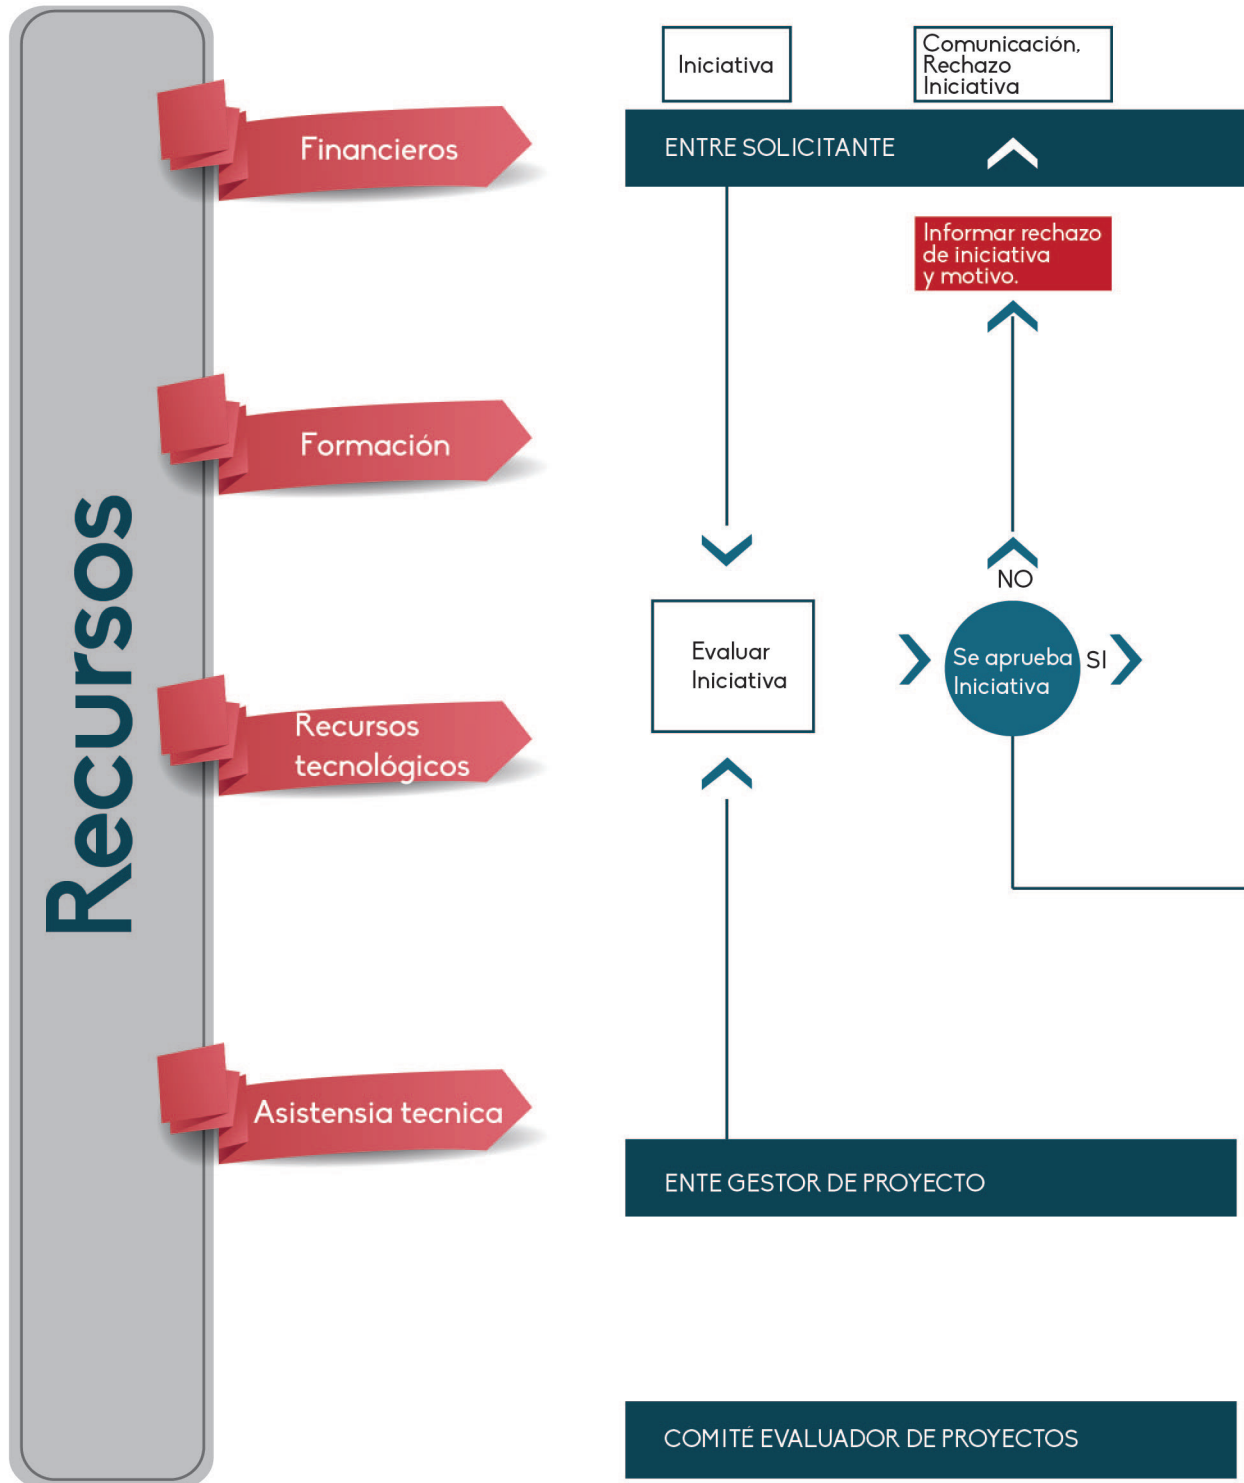 Recursos
Financieros
Formación
Recursos
tecnológicos
Asistensia tecnica
Iniciativa
Comunicación,
Rechazo
Iniciativa
ENTRE SOLICITANTE
Informar rechazo
de iniciativa
y motivo.
NO
Evaluar
Iniciativa
Se aprueba
Iniciativa
SI
ENTE GESTOR DE PROYECTO
COMITÉ EVALUADOR DE PROYECTOS